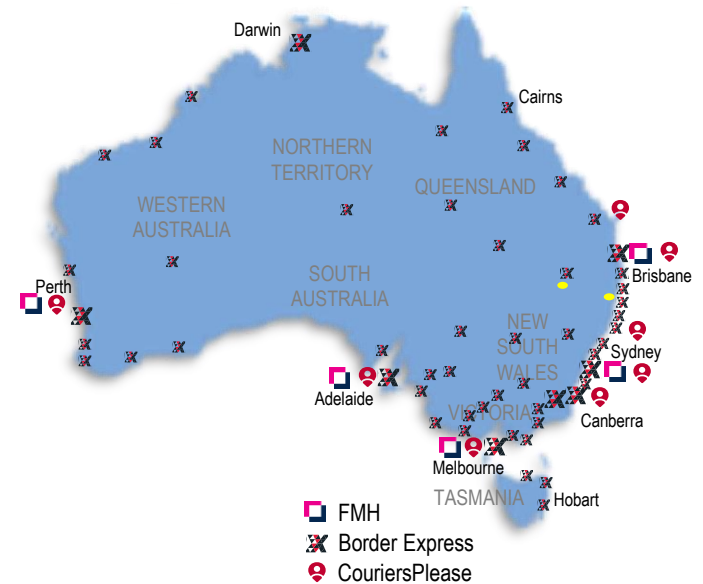 Darwin
Cairns
NORTHERN
TERRITORY
QUEENSLAND
WESTERN
AUSTRALIA
SOUTH
AUSTRALIA
Brisbane
Perth
NEW
SOUTH
WALES
Sydney
Adelaide
VICTORIA
Canberra
Melbourne
TASMANIA
Hobart
FMH
Border Express
CouriersPlease